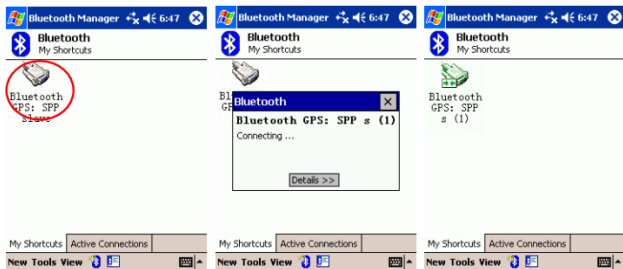 Bluetooth Manager 6:47
Bluetooth
My Shortcuts
Bluetooth
GPS: SPP
slave
My Shortcuts Active Connections
New Tools View
Bluetooth Manager 6:47
Bluetooth
My Shortcuts
Bl
GP
Bluetooth
Bluetooth GPS: SPP s (1)
Connecting ...
Details >>
My Shortcuts Active Connections
New Tools View
Bluetooth Manager 6:47
Bluetooth
My Shortcuts
Bluetooth
GPS: SPP
s (1)
My Shortcuts Active Connections
New Tools View